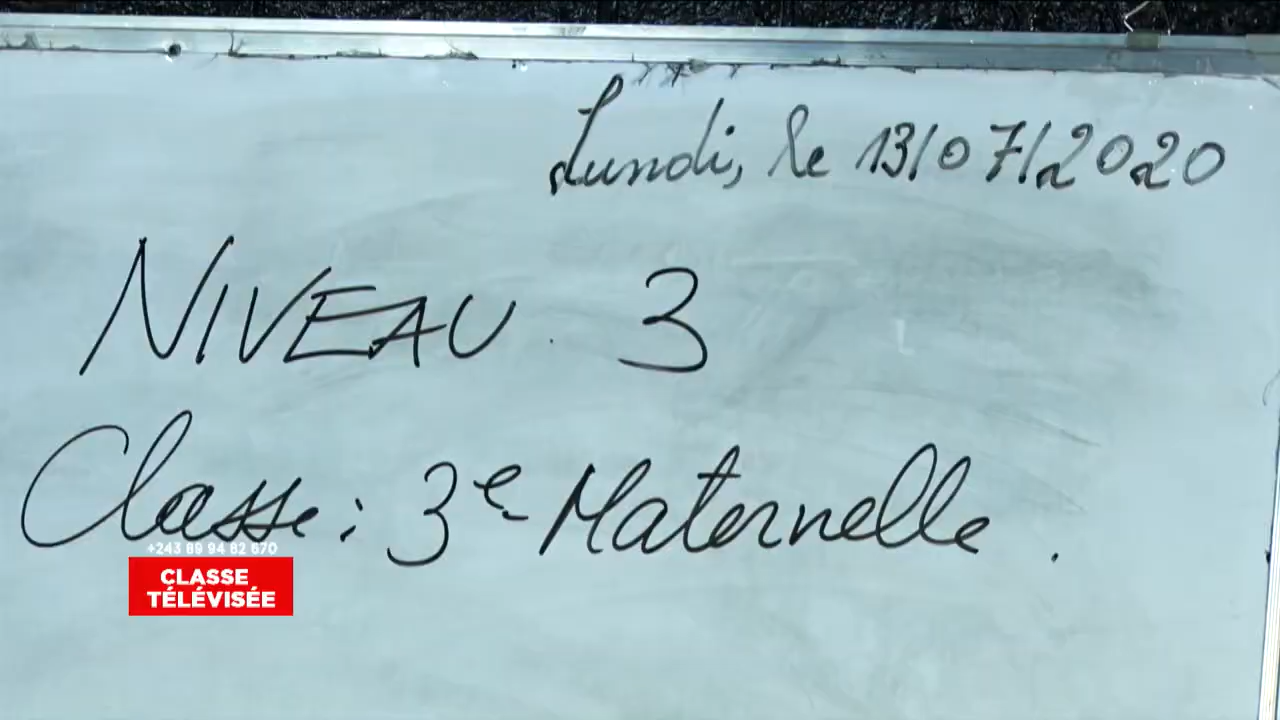 Lundi, le 13/07/2020
NIVEAU 3
Classe : 3e Maternelle.
+243 89 94 82 670
CLASSE
TÉLÉVISÉE